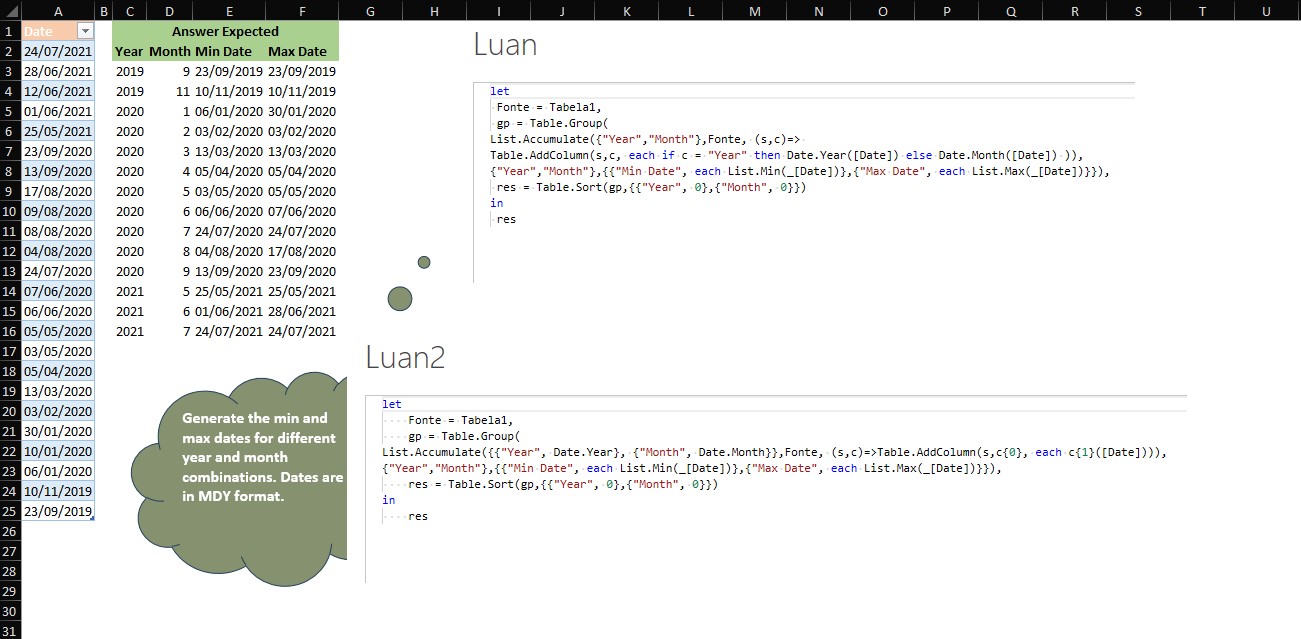 A B C D E F G H I J K L M N O P Q R S T U
1 Date Answer Expected
2 24/07/2021 Year Month Min Date Max Date
3 28/06/2021 2019 9 23/09/2019 23/09/2019
4 12/06/2021 2019 11 10/11/2019 10/11/2019
5 01/06/2021 2020 1 06/01/2020 30/01/2020
6 25/05/2021 2020 2 03/02/2020 03/02/2020
7 23/09/2020 2020 3 13/03/2020 13/03/2020
8 13/09/2020 2020 4 05/04/2020 05/04/2020
9 17/08/2020 2020 5 03/05/2020 05/05/2020
10 09/08/2020 2020 6 06/06/2020 07/06/2020
11 08/08/2020 2020 7 24/07/2020 24/07/2020
12 04/08/2020 2020 8 04/08/2020 17/08/2020
13 24/07/2020 2020 9 13/09/2020 23/09/2020
14 07/06/2020 2021 5 25/05/2021 25/05/2021
15 06/06/2020 2021 6 01/06/2021 28/06/2021
16 05/05/2020 2021 7 24/07/2021 24/07/2021
17 03/05/2020
18 05/04/2020
19 13/03/2020
20 03/02/2020
21 30/01/2020
22 10/01/2020
23 06/01/2020
24 10/11/2019
25 23/09/2019
26
27
28
29
30
31
Generate the min and
max dates for different
year and month
combinations. Dates are
in MDY format.
Luan
let
Fonte = Tabela1,
gp = Table.Group(
List.Accumulate({"Year","Month"},Fonte, (s,c)=>
Table.AddColumn(s,c, each if c = "Year" then Date.Year([Date]) else Date.Month([Date]) )),
{"Year","Month"},{{"Min Date", each List.Min(_[Date])},{"Max Date", each List.Max(_[Date])}}),
res = Table.Sort(gp,{{"Year", 0},{"Month", 0}})
in
res
Luan2
let
Fonte = Tabela1,
gp = Table.Group(
List.Accumulate({{"Year", Date.Year}, {"Month", Date.Month}},Fonte, (s,c)=>Table.AddColumn(s,c{0}, each c{1}([Date]))),
{"Year","Month"},{{"Min Date", each List.Min(_[Date])},{"Max Date", each List.Max(_[Date])}}),
res = Table.Sort(gp,{{"Year", 0},{"Month", 0}})
in
res